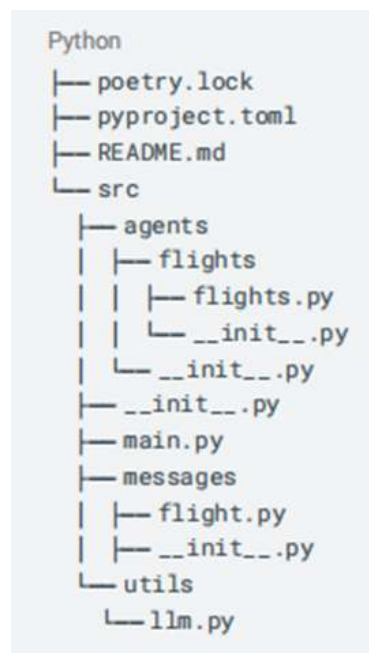 Python
├── poetry.lock
├── pyproject.toml
├── README.md
└── src
  ├── agents
  │ ├── flights
  │ │ ├── flights.py
  │ │ └── __init__.py
  │ └── __init__.py
  ├── __init__.py
  ├── main.py
  ├── messages
  │ ├── flight.py
  │ ├── __init__.py
  └── utils
    └── llm.py